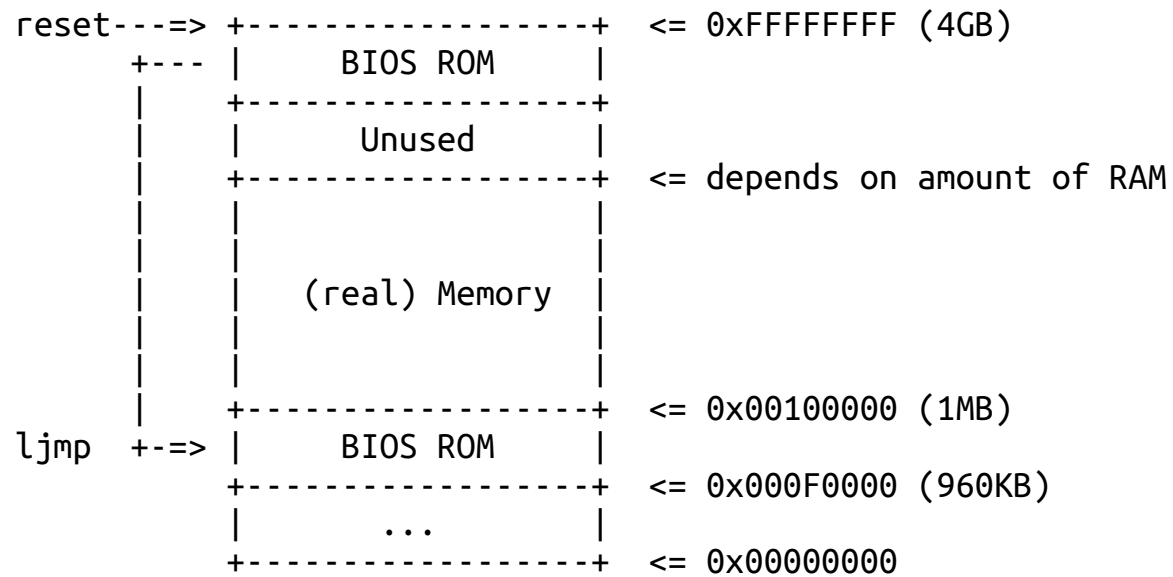 reset---=> +------------------+ <= 0xFFFFFFFF (4GB)
+--- | BIOS ROM |
| +------------------+
| | Unused |
| +------------------+ <= depends on amount of RAM
| | |
| | |
| | (real) Memory |
| | |
| | |
| +------------------+ <= 0x00100000 (1MB)
ljmp +-=> | BIOS ROM |
+------------------+ <= 0x000F0000 (960KB)
| ... |
+------------------+ <= 0x00000000